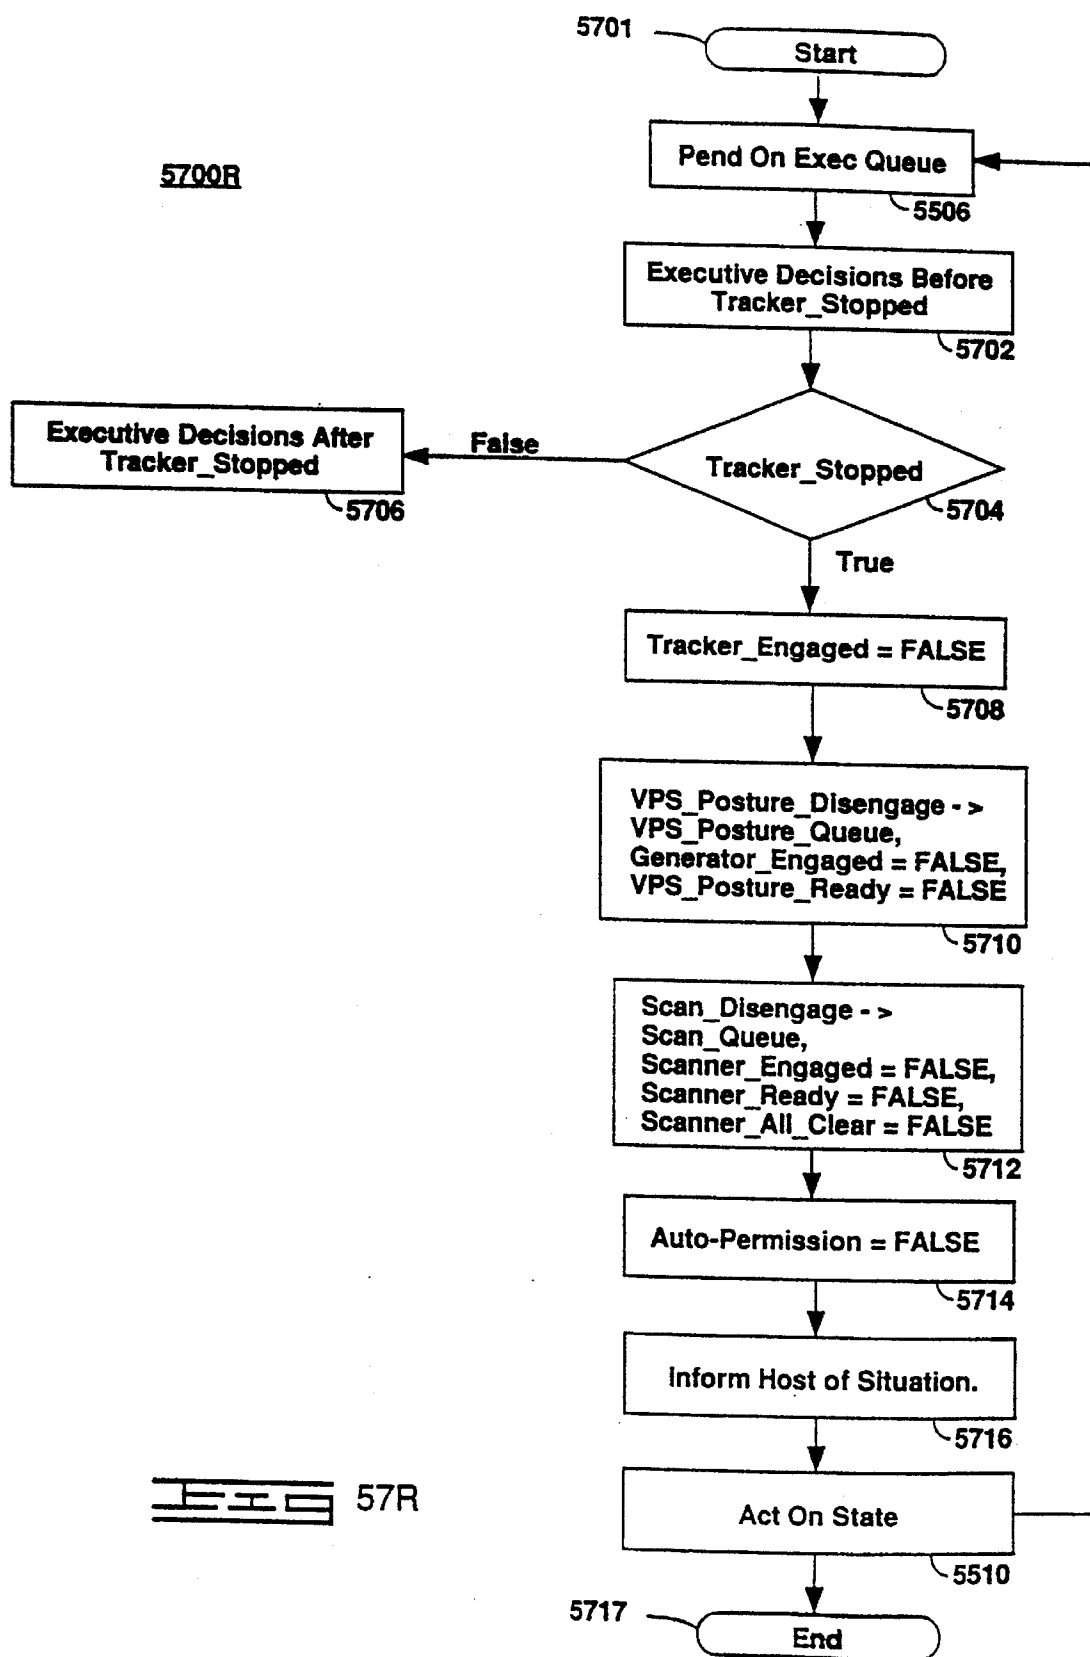 5701
Start
Pend On Exec Queue
5506
5700R
Executive Decisions Before
Tracker_Stopped
5702
Executive Decisions After
Tracker_Stopped
5706
False
Tracker_Stopped
5704
True
Tracker_Engaged = FALSE
5708
VPS_Posture_Disengage - >
VPS_Posture_Queue,
Generator_Engaged = FALSE,
VPS_Posture_Ready = FALSE
5710
Scan_Disengage - >
Scan_Queue,
Scanner_Engaged = FALSE,
Scanner_Ready = FALSE,
Scanner_All_Clear = FALSE
5712
Auto-Permission = FALSE
5714
Inform Host of Situation.
5716
FIG 57R
Act On State
5510
5717
End